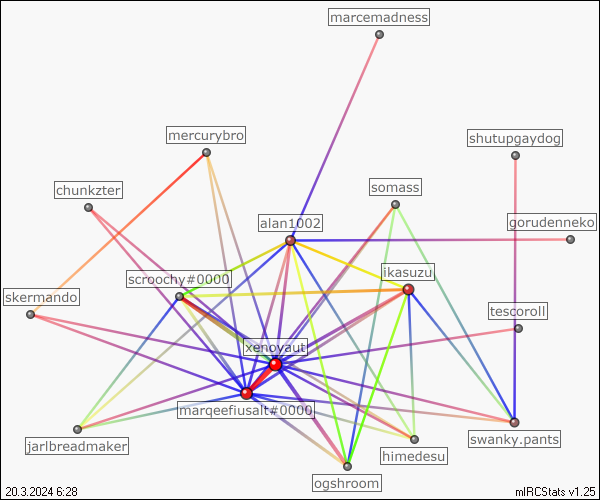 marcemadness
mercurybro
shutupgaydog
chunkzter
somass
alan1002
gorudenneko
scroochy#0000
ikasuzu
skermando
tescoroll
xenoyaut
marqeefiusalt#0000
jarlbreadmaker
himedesu
swanky.pants
ogshroom
20.3.2024 6:28
mIRCStats v1.25